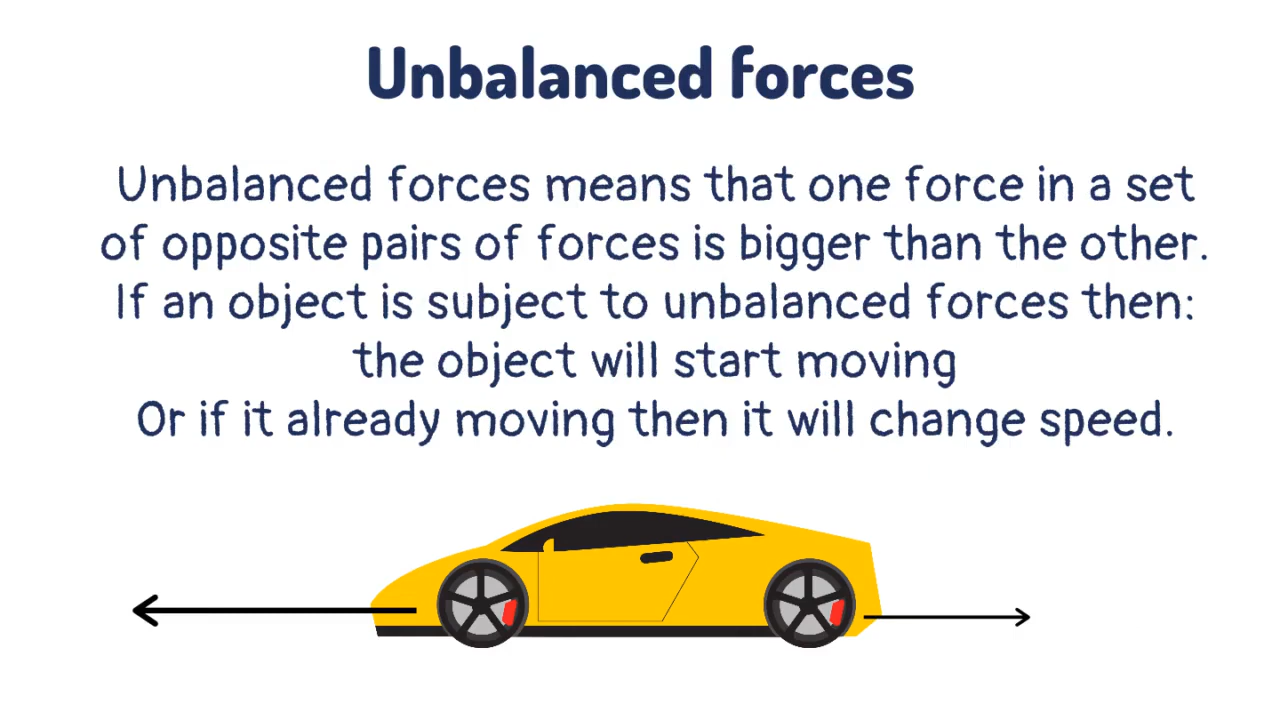 Unbalanced forces
Unbalanced forces means that one force in a set
of opposite pairs of forces is bigger than the other.
If an object is subject to unbalanced forces then:
the object will start moving
Or if it already moving then it will change speed.